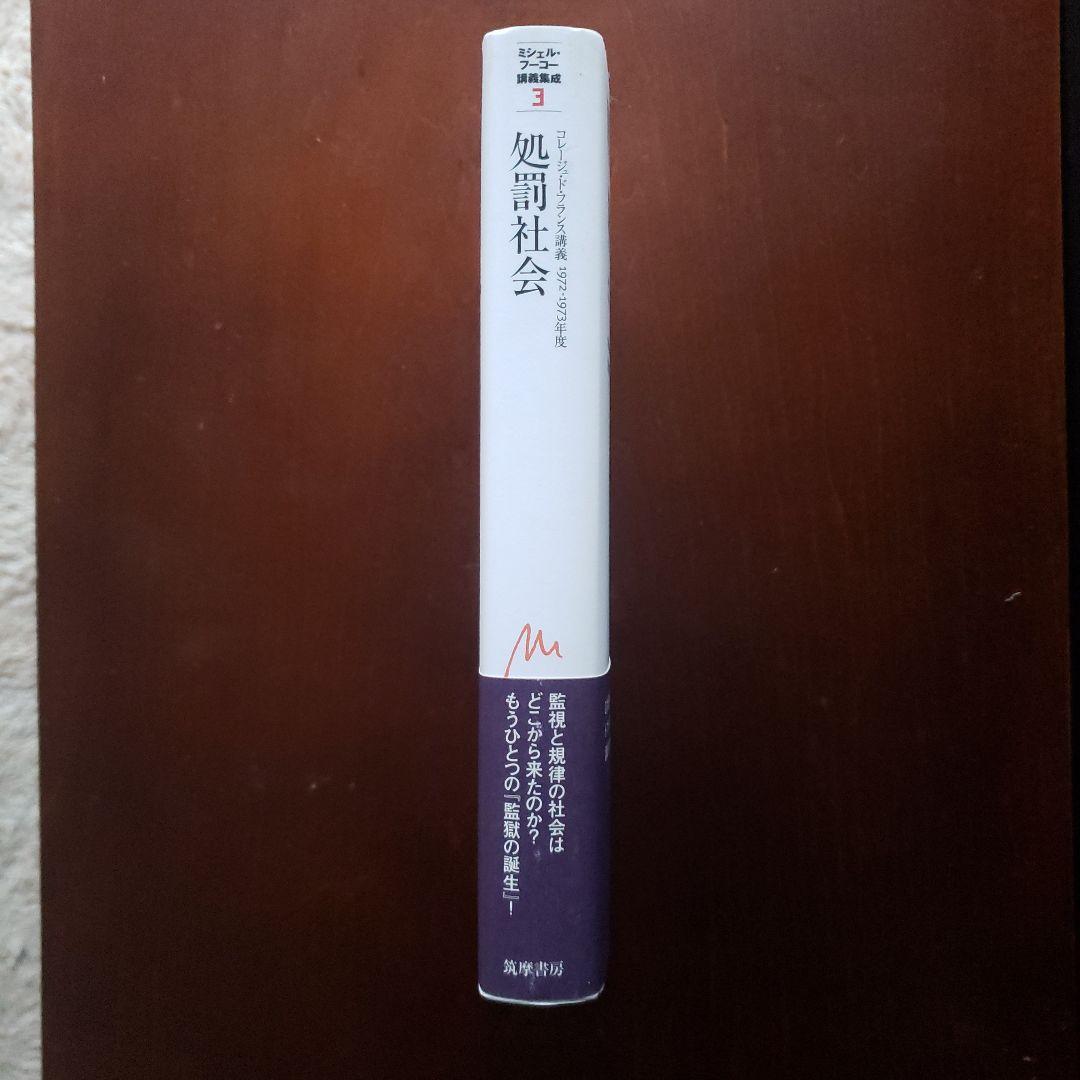 ミシェル・
フーコー
講義集成
3
コレージュ・ド・フランス講義 1972-1973年度
処罰社会
監視と規律の社会は
どこから来たのか?
もうひとつの『監獄の誕生』!
筑摩書房